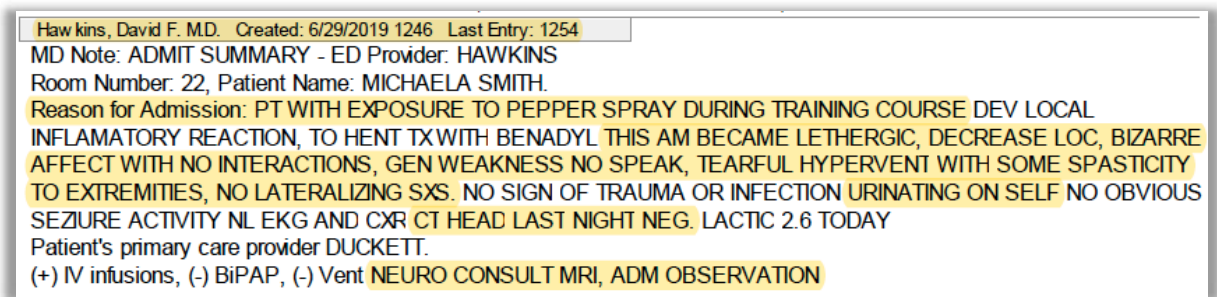 Hawkins, David F. M.D. Created: 6/29/2019 1246 Last Entry: 1254
MD Note: ADMIT SUMMARY - ED Provider: HAWKINS
Room Number: 22, Patient Name: MICHAELA SMITH.
Reason for Admission: PT WITH EXPOSURE TO PEPPER SPRAY DURING TRAINING COURSE DEV LOCAL
INFLAMATORY REACTION, TO HENT TX WITH BENADYL THIS AM BECAME LETHERGIC, DECREASE LOC, BIZARRE
AFFECT WITH NO INTERACTIONS, GEN WEAKNESS NO SPEAK, TEARFUL HYPERVENT WITH SOME SPASTICITY
TO EXTREMITIES, NO LATERALIZING SXS. NO SIGN OF TRAUMA OR INFECTION URINATING ON SELF NO OBVIOUS
SEZIURE ACTIVITY NL EKG AND CXR CT HEAD LAST NIGHT NEG. LACTIC 2.6 TODAY
Patient's primary care provider DUCKETT.
(+) IV infusions, (-) BiPAP, (-) Vent NEURO CONSULT MRI, ADM OBSERVATION